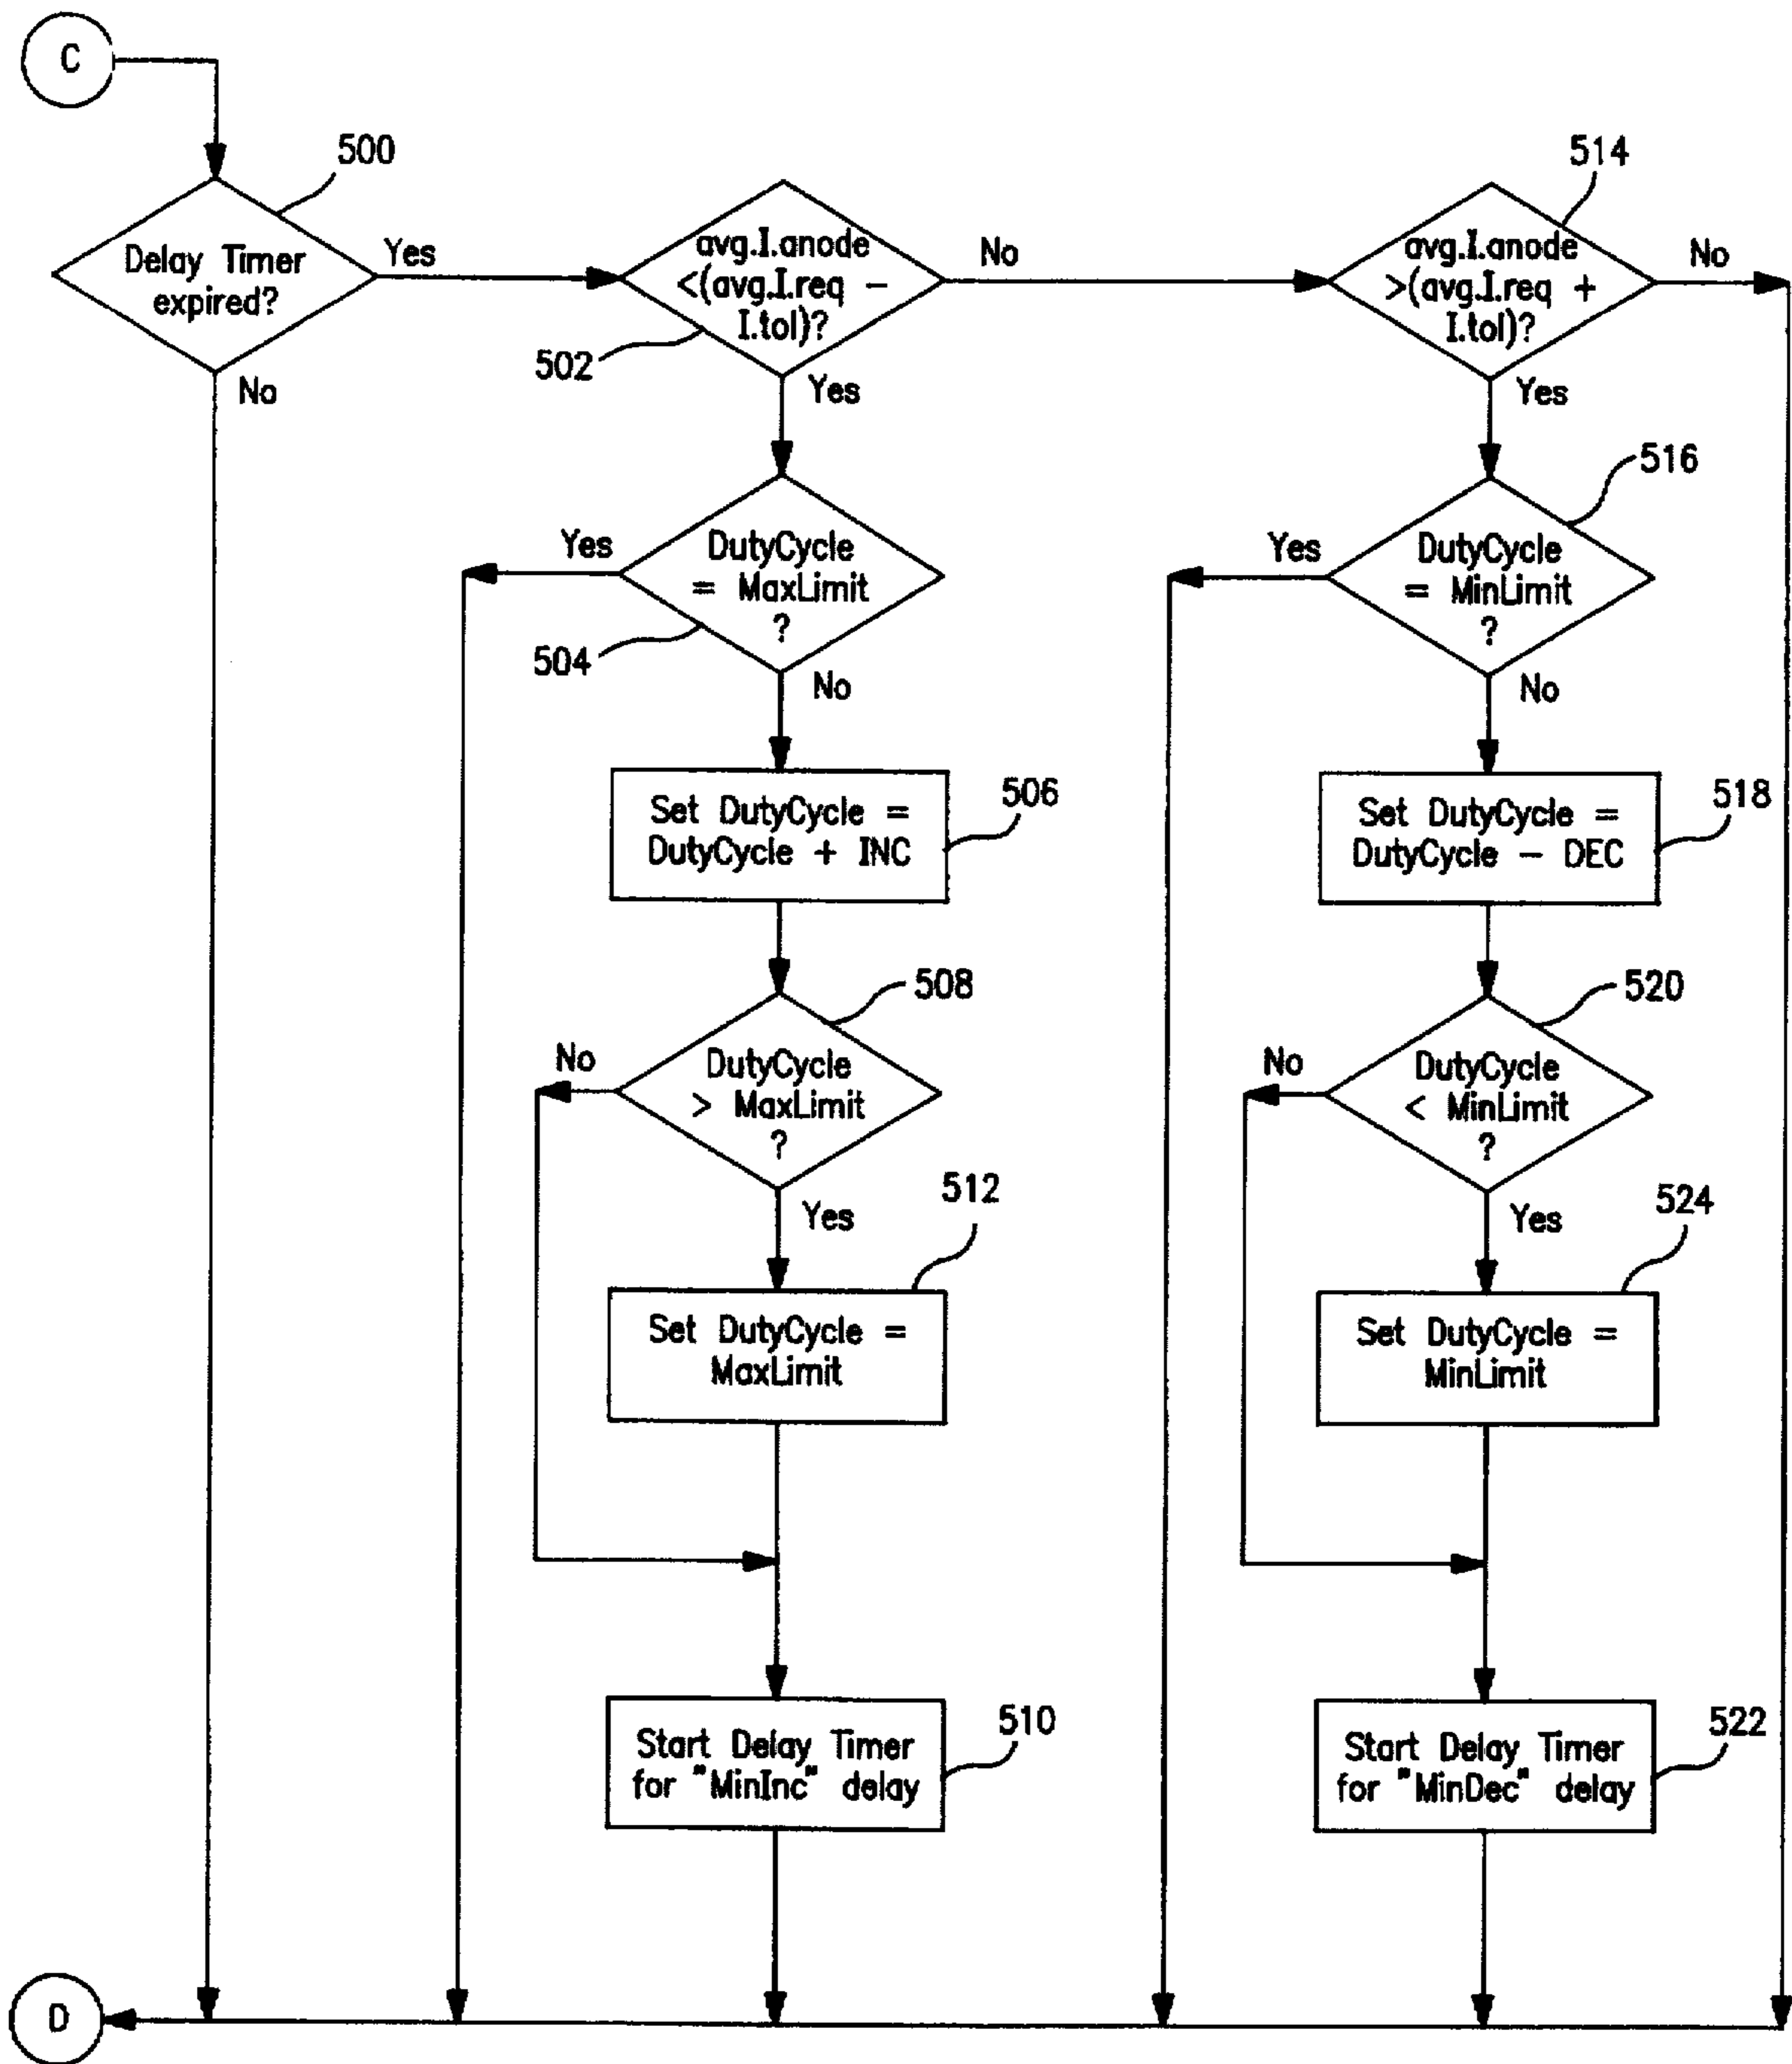 C
500
Delay Timer
expired?
Yes
No
avg.I.anode
<(avg.I.req -
I.tol)?
502
No
Yes
514
avg.I.anode
>(avg.I.req +
I.tol)?
No
Yes
DutyCycle
= MaxLimit
?
Yes
504
No
516
DutyCycle
= MinLimit
?
Yes
No
Set DutyCycle =
DutyCycle + INC
506
Set DutyCycle =
DutyCycle - DEC
518
508
DutyCycle
> MaxLimit
?
No
Yes
520
DutyCycle
< MinLimit
?
No
Yes
512
Set DutyCycle =
MaxLimit
524
Set DutyCycle =
MinLimit
Start Delay Timer
for "MinInc" delay
510
Start Delay Timer
for "MinDec" delay
522
D